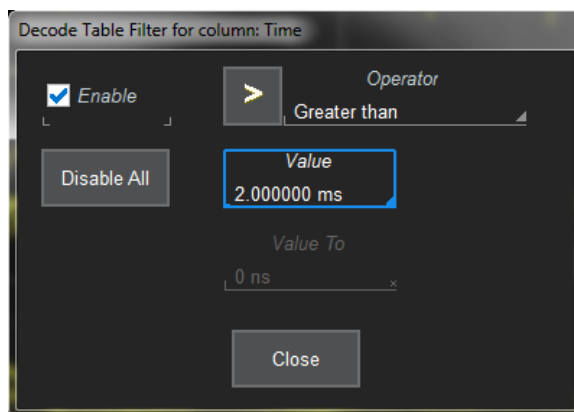 Decode Table Filter for column: Time
Enable
>
Operator
Greater than
Disable All
Value
2.000000 ms
Value To
0 ns
Close